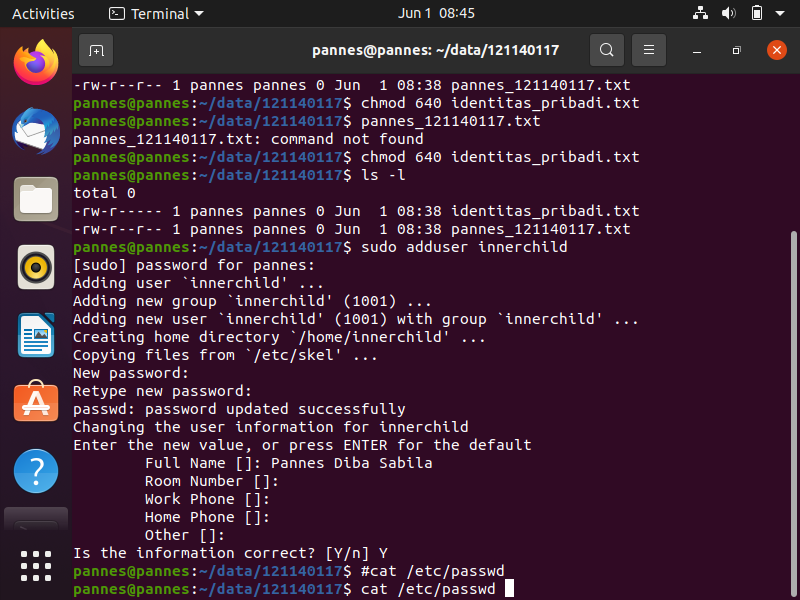 Activities
Terminal
Jun 1 08:45
pannes@pannes: ~/data/121140117
-rw-r--r-- 1 pannes pannes 0 Jun  1 08:38 pannes_121140117.txt
pannes@pannes:~/data/121140117$ chmod 640 identitas_pribadi.txt
pannes@pannes:~/data/121140117$ pannes_121140117.txt
pannes_121140117.txt: command not found
pannes@pannes:~/data/121140117$ chmod 640 identitas_pribadi.txt
pannes@pannes:~/data/121140117$ ls -l
total 0
-rw-r----- 1 pannes pannes 0 Jun  1 08:38 identitas_pribadi.txt
-rw-r--r-- 1 pannes pannes 0 Jun  1 08:38 pannes_121140117.txt
pannes@pannes:~/data/121140117$ sudo adduser innerchild
[sudo] password for pannes:
Adding user `innerchild' ...
Adding new group `innerchild' (1001) ...
Adding new user `innerchild' (1001) with group `innerchild' ...
Creating home directory `/home/innerchild' ...
Copying files from `/etc/skel' ...
New password:
Retype new password:
passwd: password updated successfully
Changing the user information for innerchild
Enter the new value, or press ENTER for the default
        Full Name []: Pannes Diba Sabila
        Room Number []:
        Work Phone []:
        Home Phone []:
        Other []:
Is the information correct? [Y/n] Y
pannes@pannes:~/data/121140117$ #cat /etc/passwd
pannes@pannes:~/data/121140117$ cat /etc/passwd